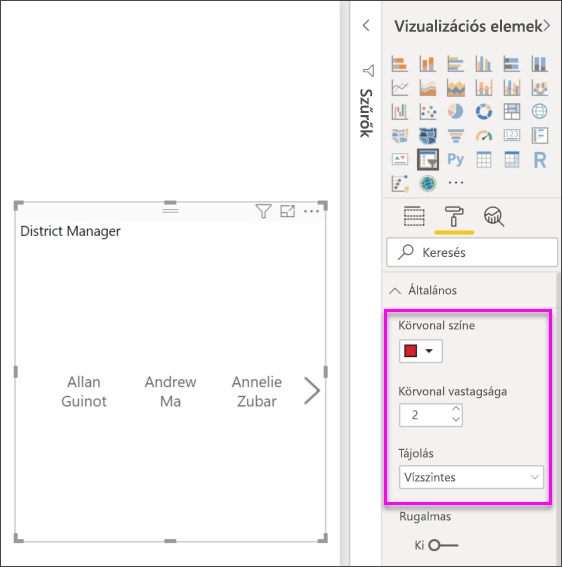 Vizualizációs elemek
Szűrők
123
Py
R
District Manager
Keresés
Általános
Körvonal színe
Allan
Guinot
Andrew
Ma
Annelie
Zubar
Körvonal vastagsága
2
Tájolás
Vízszintes
Rugalmas
Ki